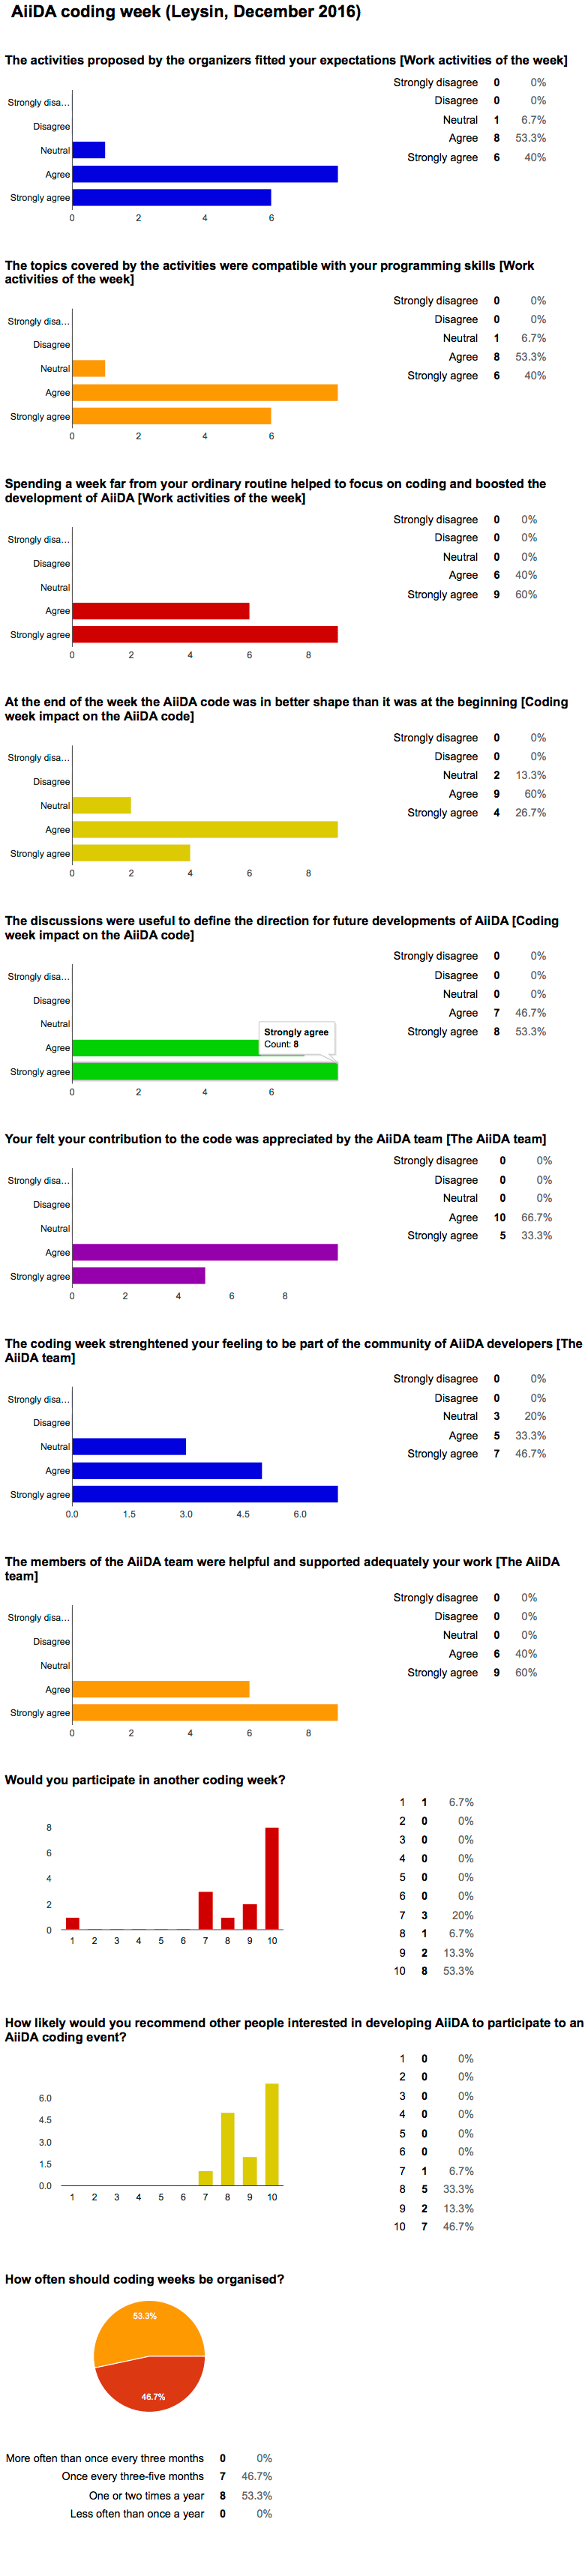 AiiDA coding week (Leysin, December 2016)
The activities proposed by the organizers fitted your expectations [Work activities of the week]
Strongly disa...
Disagree
Neutral
Agree
Strongly agree
0 2 4 6
Strongly disagree 0 0%
Disagree 0 0%
Neutral 1 6.7%
Agree 8 53.3%
Strongly agree 6 40%
The topics covered by the activities were compatible with your programming skills [Work
activities of the week]
Strongly disa...
Disagree
Neutral
Agree
Strongly agree
0 2 4 6
Strongly disagree 0 0%
Disagree 0 0%
Neutral 1 6.7%
Agree 8 53.3%
Strongly agree 6 40%
Spending a week far from your ordinary routine helped to focus on coding and boosted the
development of AiiDA [Work activities of the week]
Strongly disa...
Disagree
Neutral
Agree
Strongly agree
0 2 4 6 8
Strongly disagree 0 0%
Disagree 0 0%
Neutral 0 0%
Agree 6 40%
Strongly agree 9 60%
At the end of the week the AiiDA code was in better shape than it was at the beginning [Coding
week impact on the AiiDA code]
Strongly disa...
Disagree
Neutral
Agree
Strongly agree
0 2 4 6 8
Strongly disagree 0 0%
Disagree 0 0%
Neutral 2 13.3%
Agree 9 60%
Strongly agree 4 26.7%
The discussions were useful to define the direction for future developments of AiiDA [Coding
week impact on the AiiDA code]
Strongly disa...
Disagree
Neutral
Agree
Strongly agree
Strongly agree
Count: 8
0 2 4 6
Strongly disagree 0 0%
Disagree 0 0%
Neutral 0 0%
Agree 7 46.7%
Strongly agree 8 53.3%
Your felt your contribution to the code was appreciated by the AiiDA team [The AiiDA team]
Strongly disa...
Disagree
Neutral
Agree
Strongly agree
0 2 4 6 8
Strongly disagree 0 0%
Disagree 0 0%
Neutral 0 0%
Agree 10 66.7%
Strongly agree 5 33.3%
The coding week strenghtened your feeling to be part of the community of AiiDA developers [The
AiiDA team]
Strongly disa...
Disagree
Neutral
Agree
Strongly agree
0.0 1.5 3.0 4.5 6.0
Strongly disagree 0 0%
Disagree 0 0%
Neutral 3 20%
Agree 5 33.3%
Strongly agree 7 46.7%
The members of the AiiDA team were helpful and supported adequately your work [The AiiDA
team]
Strongly disa...
Disagree
Neutral
Agree
Strongly agree
0 2 4 6 8
Strongly disagree 0 0%
Disagree 0 0%
Neutral 0 0%
Agree 6 40%
Strongly agree 9 60%
Would you participate in another coding week?
8
6
4
2
0
1 2 3 4 5 6 7 8 9 10
1 1 6.7%
2 0 0%
3 0 0%
4 0 0%
5 0 0%
6 0 0%
7 3 20%
8 1 6.7%
9 2 13.3%
10 8 53.3%
How likely would you recommend other people interested in developing AiiDA to participate to an
AiiDA coding event?
6.0
4.5
3.0
1.5
0.0
1 2 3 4 5 6 7 8 9 10
1 0 0%
2 0 0%
3 0 0%
4 0 0%
5 0 0%
6 0 0%
7 1 6.7%
8 5 33.3%
9 2 13.3%
10 7 46.7%
How often should coding weeks be organised?
53.3%
46.7%
More often than once every three months 0 0%
Once every three-five months 7 46.7%
One or two times a year 8 53.3%
Less often than once a year 0 0%